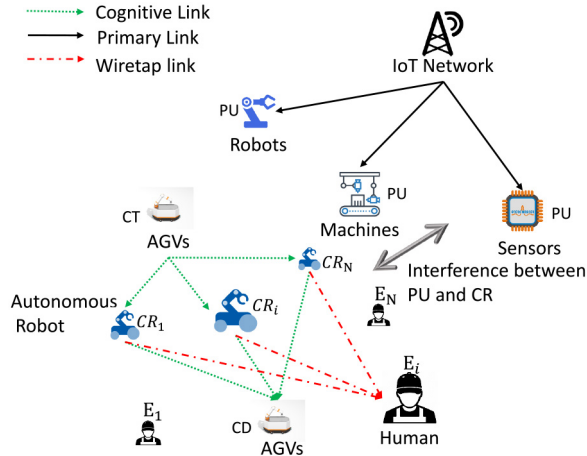 Cognitive Link
Primary Link
Wiretap link
IoT Network
PU
Robots
PU
Machines
PU
Sensors
CT
AGVs
CR_N
Interference between
PU and CR
Autonomous
Robot
CR_1
CR_i
E_N
E_i
E_1
CD
AGVs
Human